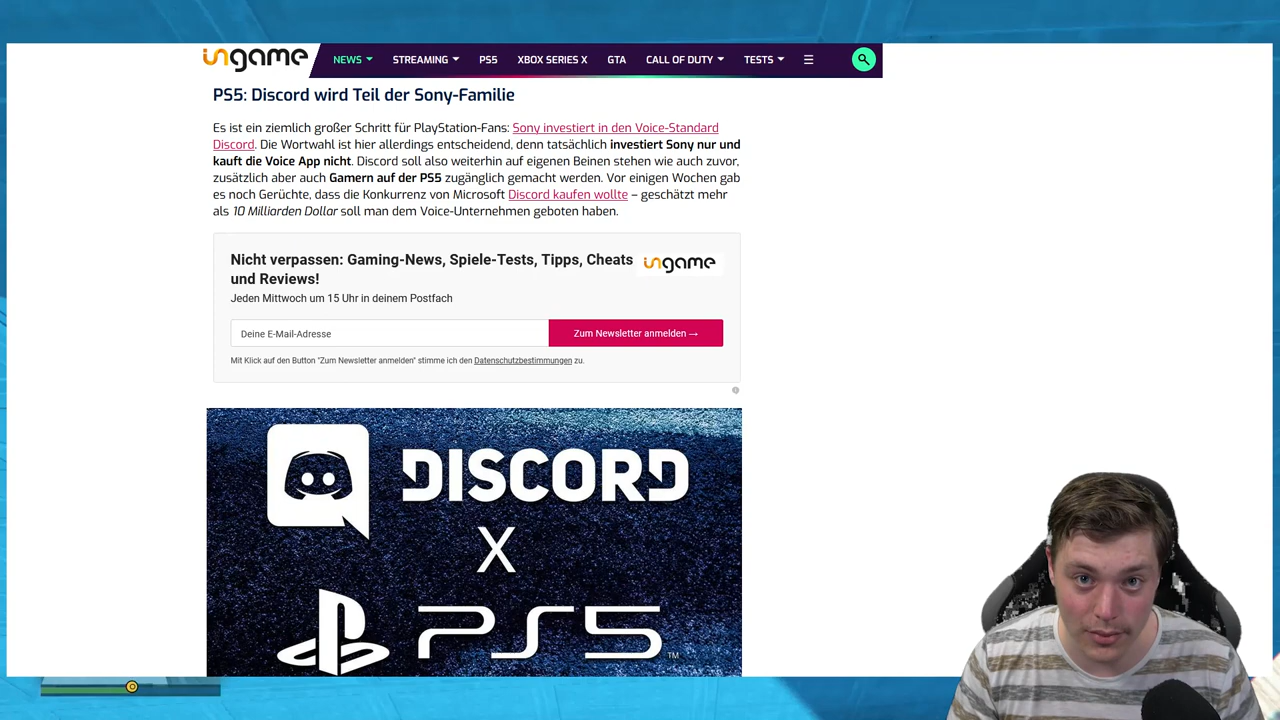 ingame
NEWS STREAMING PS5 XBOX SERIES X GTA CALL OF DUTY TESTS
PS5: Discord wird Teil der Sony-Familie
Es ist ein ziemlich großer Schritt für PlayStation-Fans: Sony investiert in den Voice-Standard
Discord. Die Wortwahl ist hier allerdings entscheidend, denn tatsächlich investiert Sony nur und
kauft die Voice App nicht. Discord soll also weiterhin auf eigenen Beinen stehen wie auch zuvor,
zusätzlich aber auch Gamern auf der PS5 zugänglich gemacht werden. Vor einigen Wochen gab
es noch Gerüchte, dass die Konkurrenz von Microsoft Discord kaufen wollte – geschätzt mehr
als 10 Milliarden Dollar soll man dem Voice-Unternehmen geboten haben.
Nicht verpassen: Gaming-News, Spiele-Tests, Tipps, Cheats
und Reviews!
ingame
Jeden Mittwoch um 15 Uhr in deinem Postfach
Deine E-Mail-Adresse
Zum Newsletter anmelden →
Mit Klick auf den Button "Zum Newsletter anmelden" stimme ich den Datenschutzbestimmungen zu.
DISCORD
X
PS5 ™